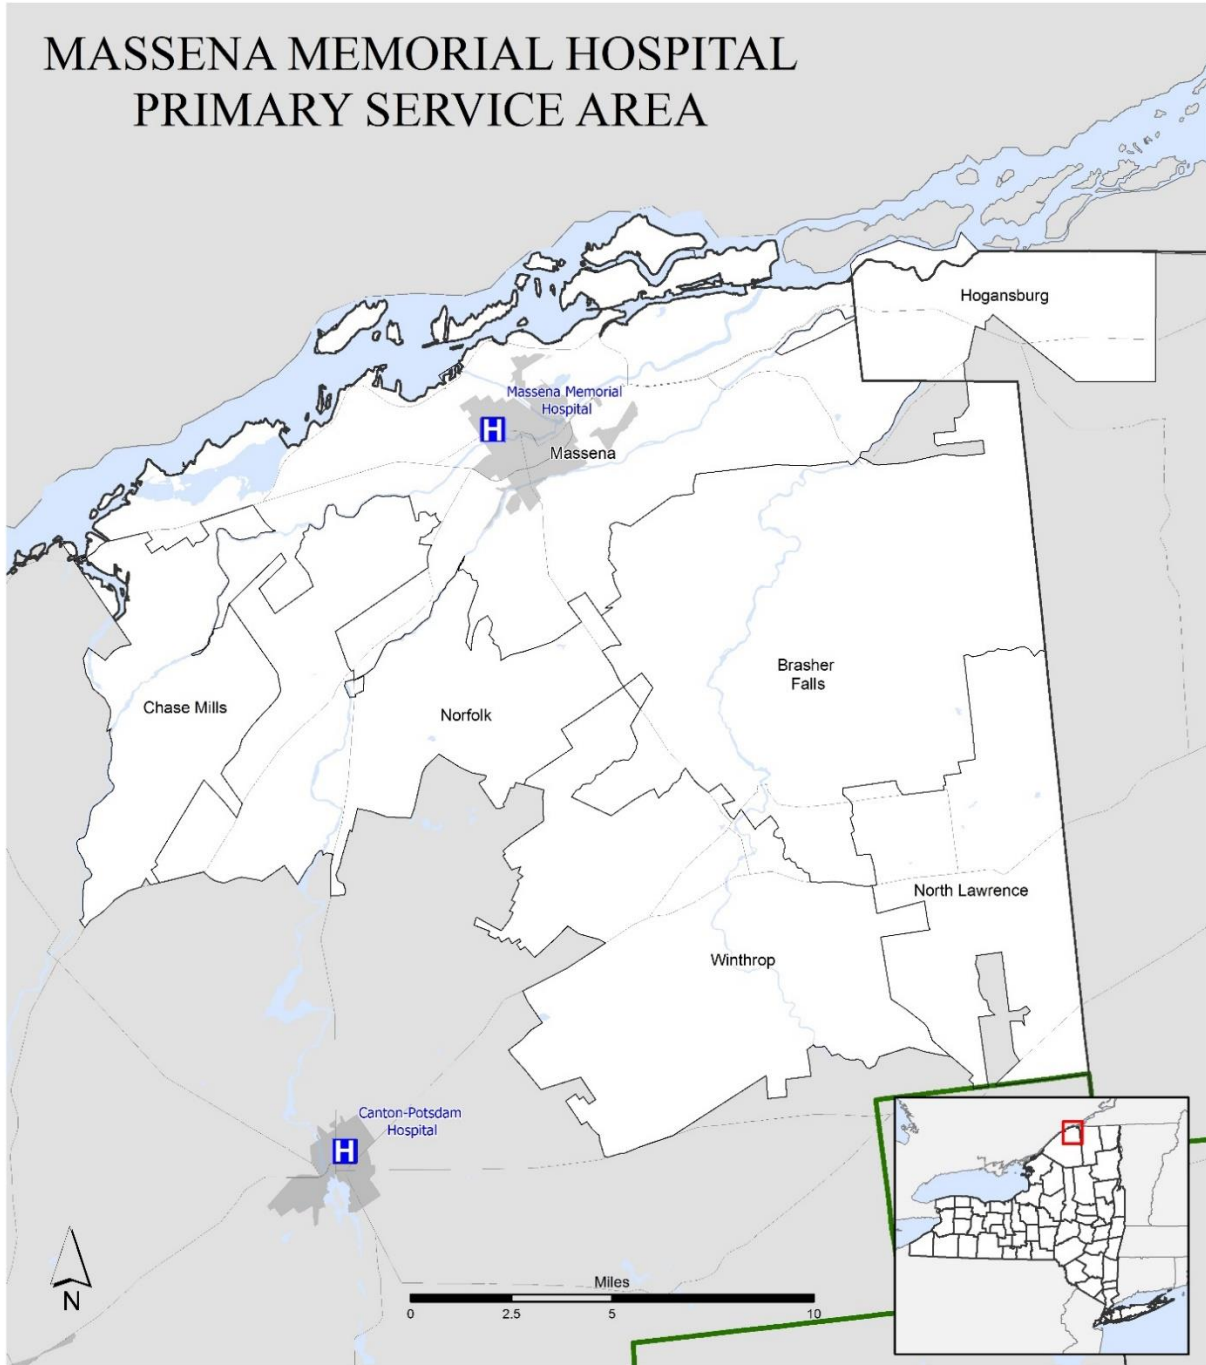 MASSENA MEMORIAL HOSPITAL
PRIMARY SERVICE AREA
Hogansburg
Massena Memorial
Hospital
H
Massena
Brasher
Falls
Chase Mills
Norfolk
North Lawrence
Winthrop
Canton-Potsdam
Hospital
H
N
Miles
0 2.5 5 10